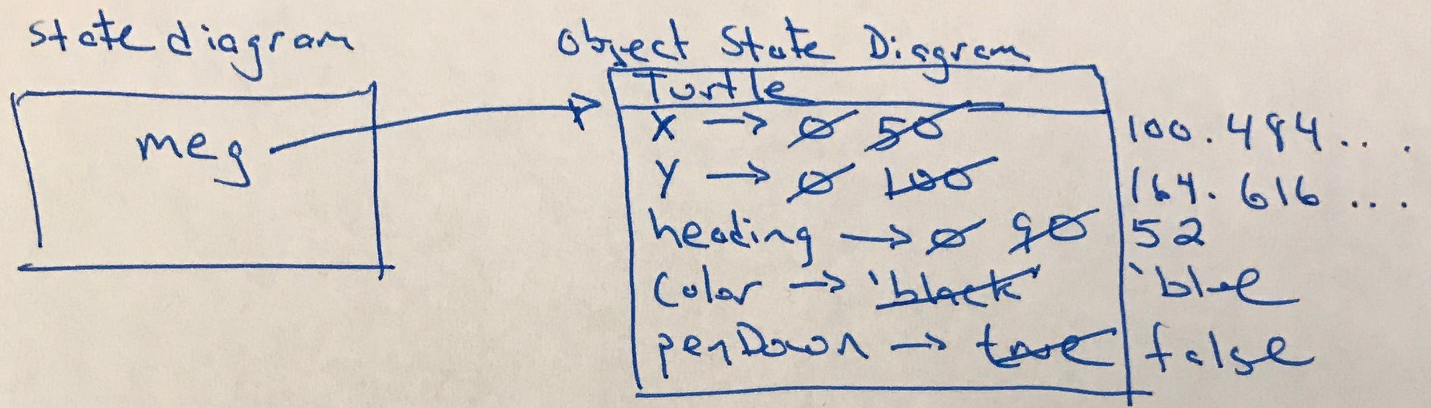 state diagram
Object State Diagram
meg
Turtle
X → 0 50 100.484...
Y → 0 100 164.616...
heading → 0 90 52
Color → 'black' 'blue
penDown → true false